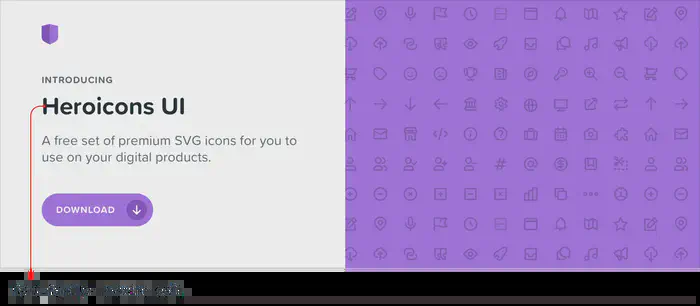 INTRODUCING
Heroicons UI
A free set of premium SVG icons for you to
use on your digital products.
DOWNLOAD